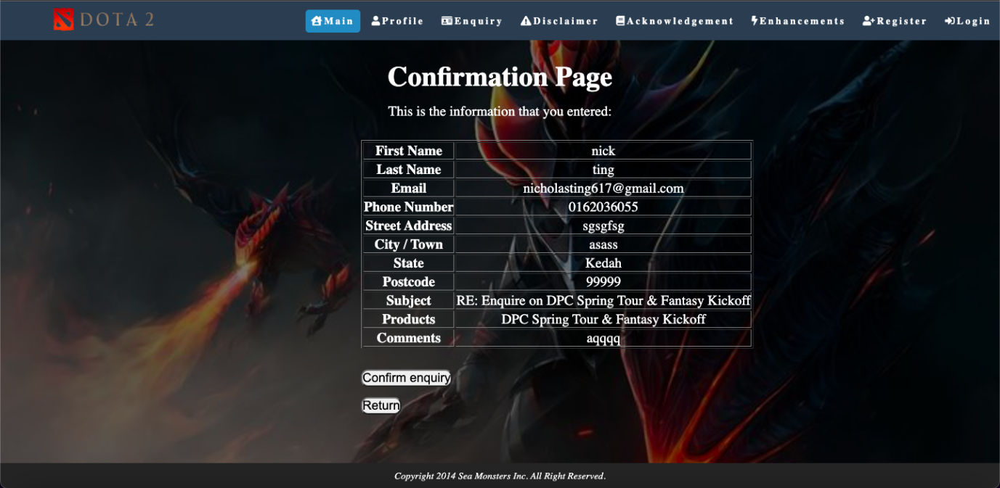 DOTA 2 Main Profile Enquiry Disclaimer Acknowledgement Enhancements Register Login
Confirmation Page
This is the information that you entered:
First Name nick
Last Name ting
Email nicholasting617@gmail.com
Phone Number 0162036055
Street Address sgsgfsg
City / Town asass
State Kedah
Postcode 99999
Subject RE: Enquire on DPC Spring Tour & Fantasy Kickoff
Products DPC Spring Tour & Fantasy Kickoff
Comments aqqqq
Confirm enquiry
Return
Copyright 2014 Sea Monsters Inc. All Right Reserved.